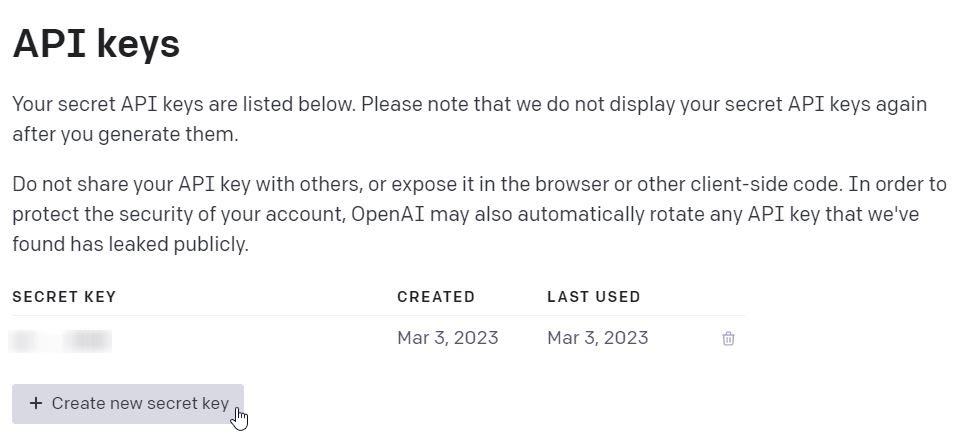 API keys
Your secret API keys are listed below. Please note that we do not display your secret API keys again
after you generate them.
Do not share your API key with others, or expose it in the browser or other client-side code. In order to
protect the security of your account, OpenAI may also automatically rotate any API key that we've
found has leaked publicly.
SECRET KEY CREATED LAST USED
Mar 3, 2023 Mar 3, 2023
+ Create new secret key